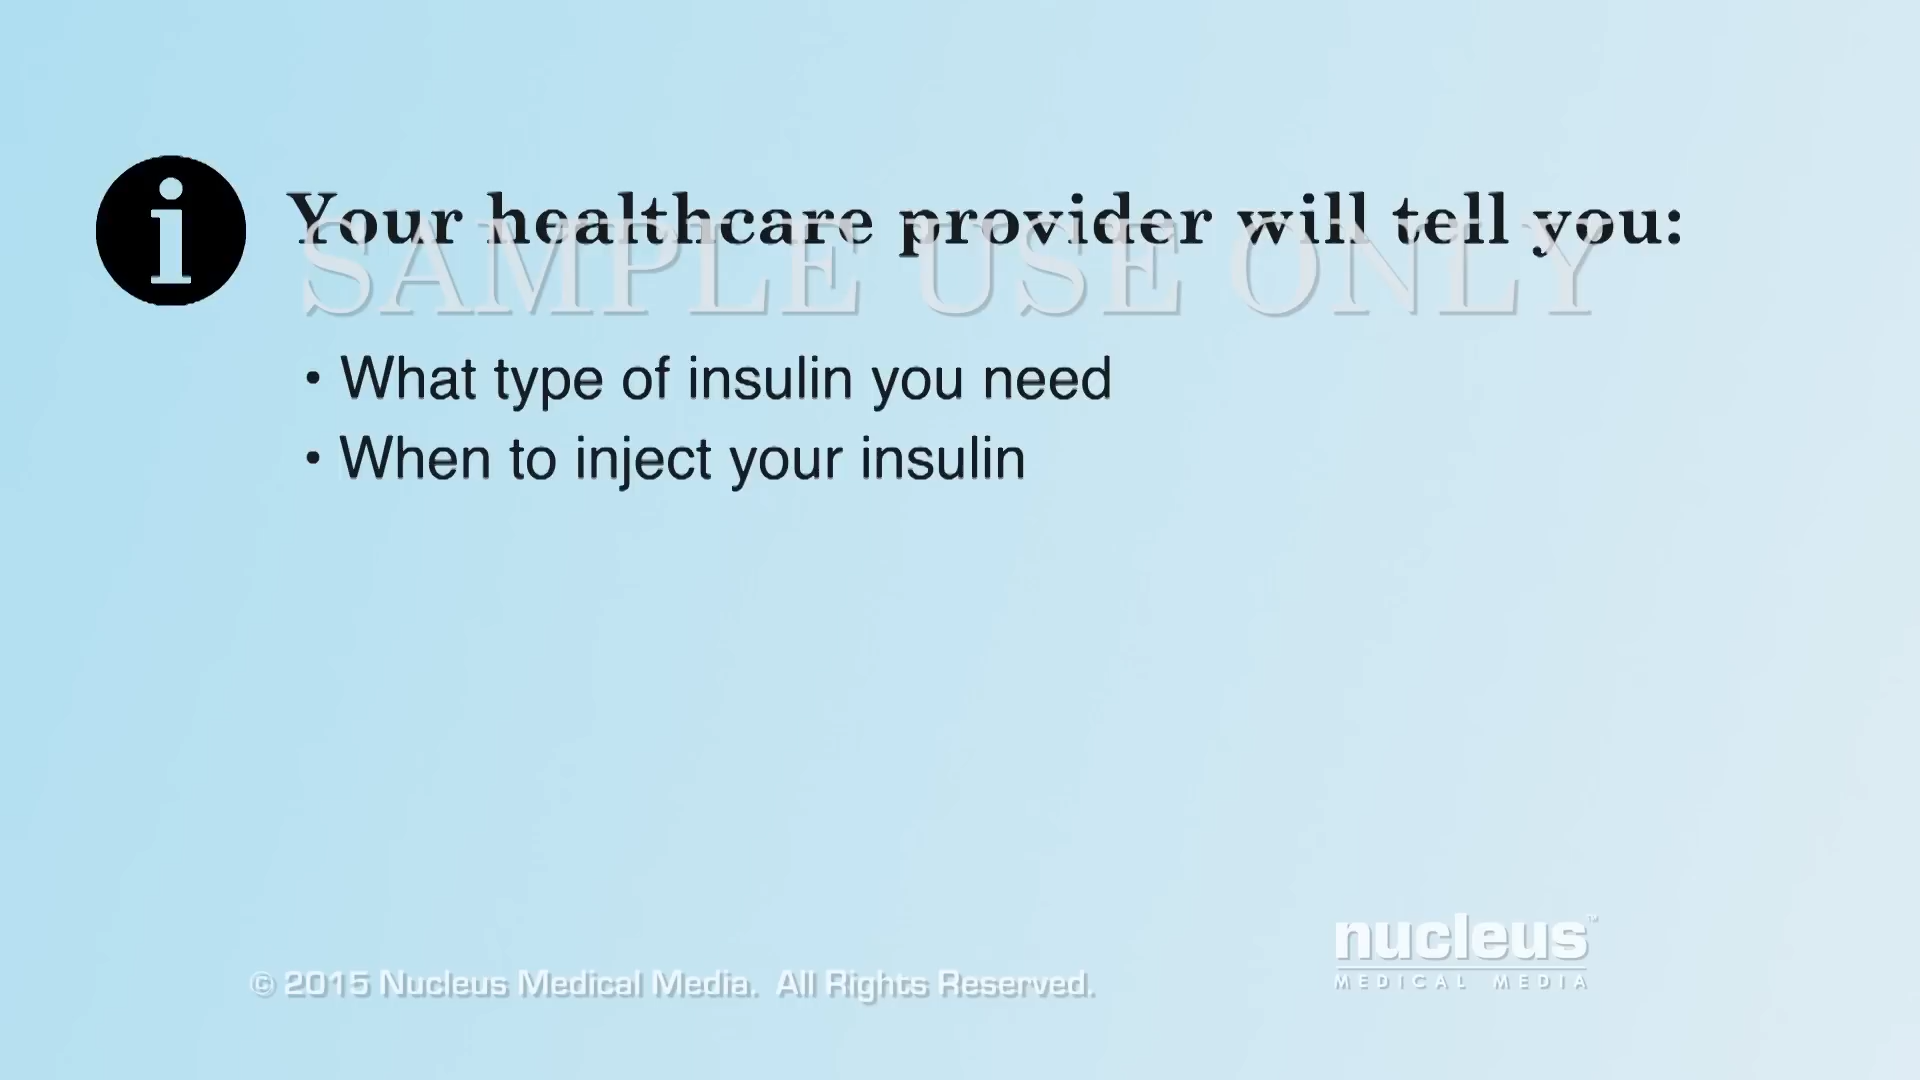 i
Your healthcare provider will tell you:
SAMPLE USE ONLY
• What type of insulin you need
• When to inject your insulin
nucleus™
MEDICAL MEDIA
© 2015 Nucleus Medical Media. All Rights Reserved.